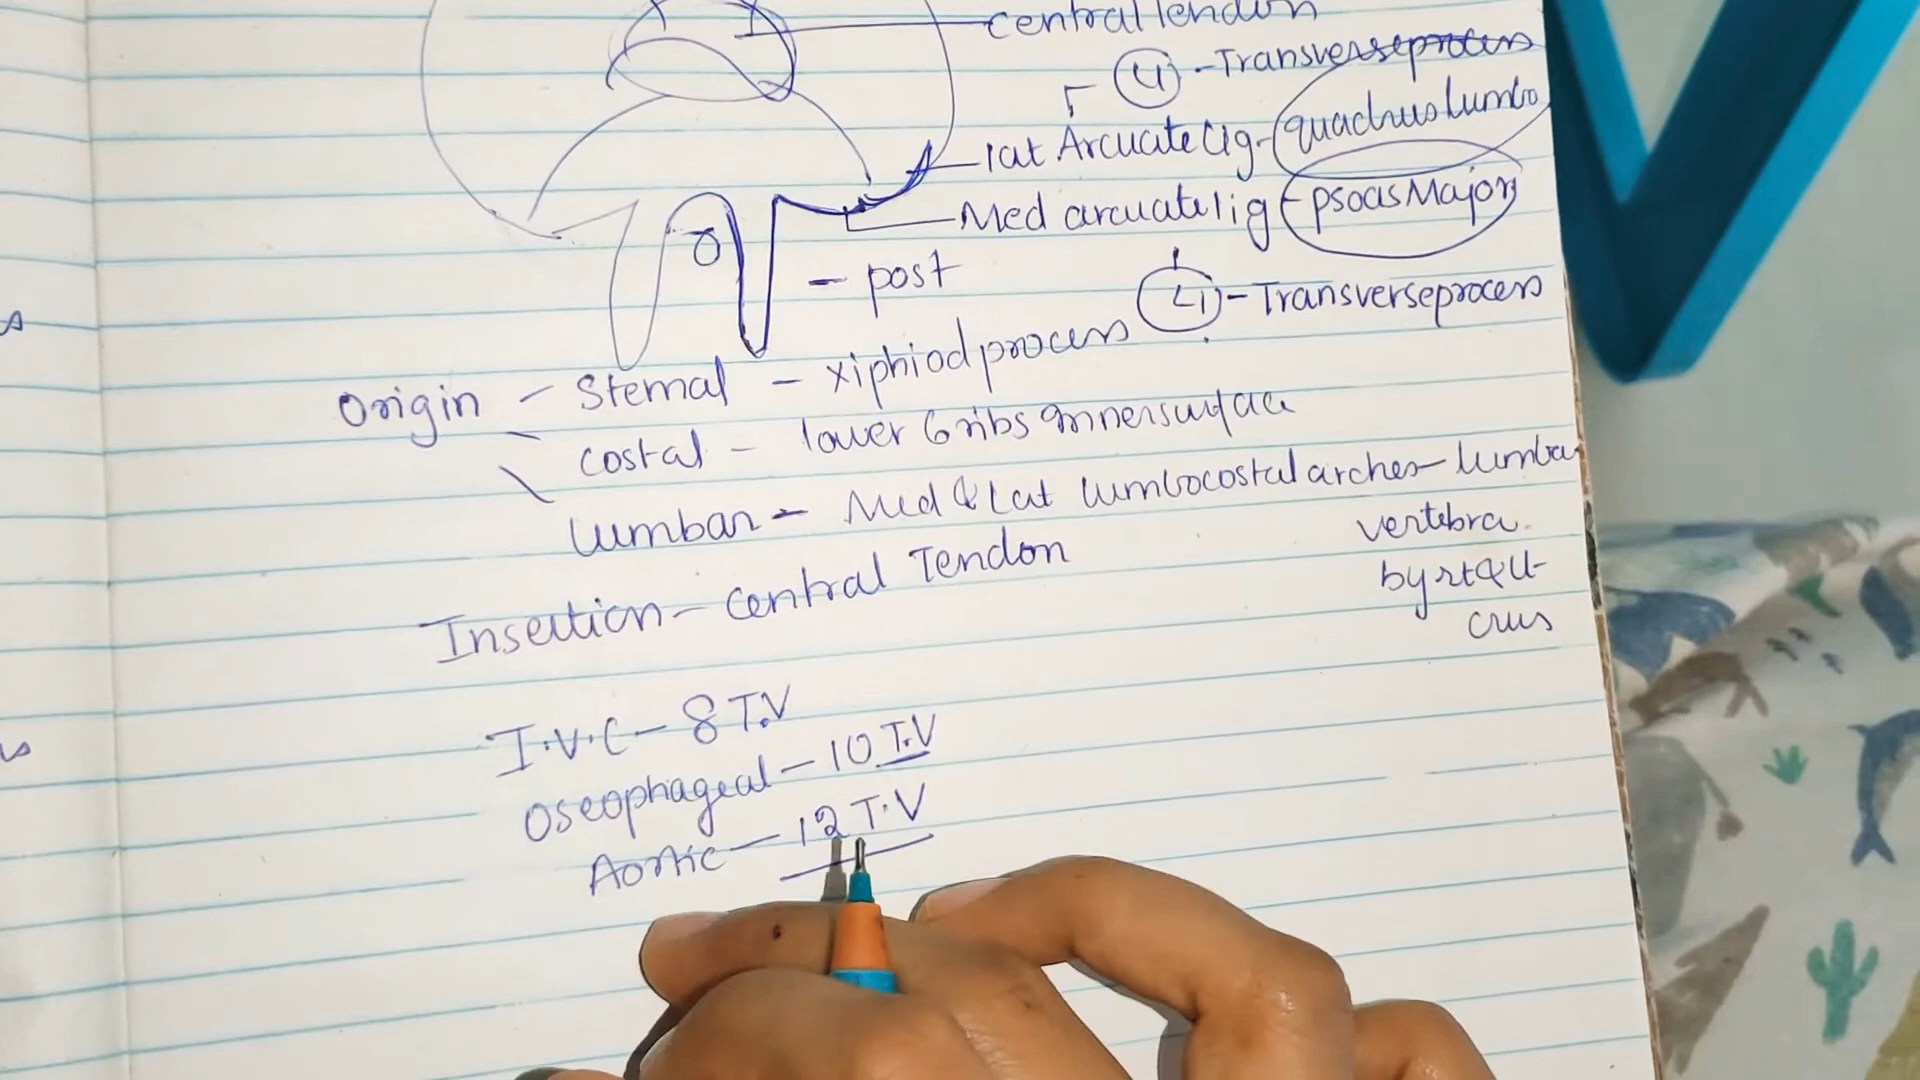 central Tendon
L1 - Transverse process
lat Arcuate lig - quadrus lumbo
Med arcuate lig - psoas Major
- post
L1 - Transverse process
Origin - Sternal - xiphiod process
costal - lower 6 ribs inner surface
lumbar - Med & Lat lumbocostal arches - lumbar
vertebra.
by rt & lt
crus
Insertion - central Tendon
I.V.C - 8 T.V
Oseophageal - 10 T.V
Aortic - 12 T.V